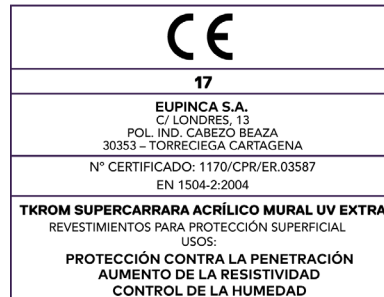 CE
17
EUPINCA S.A.
C/ LONDRES, 13
POL. IND. CABEZO BEAZA
30353 – TORRECIEGA CARTAGENA
Nº CERTIFICADO: 1170/CPR/ER.03587
EN 1504-2:2004
TKROM SUPERCARRARA ACRÍLICO MURAL UV EXTRA
REVESTIMIENTOS PARA PROTECCIÓN SUPERFICIAL
USOS:
PROTECCIÓN CONTRA LA PENETRACIÓN
AUMENTO DE LA RESISTIVIDAD
CONTROL DE LA HUMEDAD